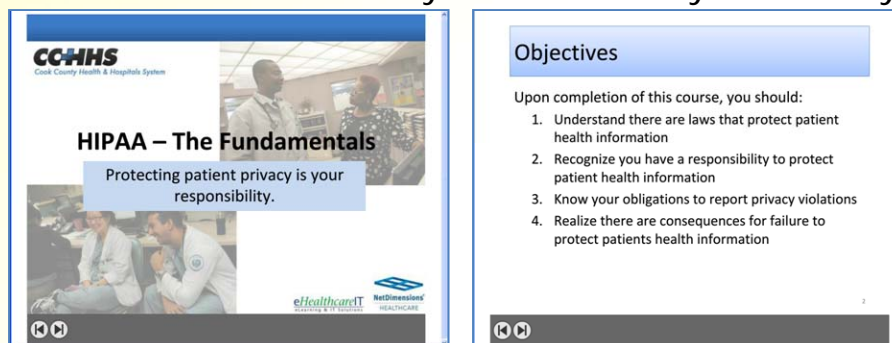 CCHHS
Cook County Health & Hospitals System
HIPAA – The Fundamentals
Protecting patient privacy is your
responsibility.
eHealthcareIT
eLearning & IT Solutions
NetDimensions
HEALTHCARE
Objectives
Upon completion of this course, you should:
1. Understand there are laws that protect patient
health information
2. Recognize you have a responsibility to protect
patient health information
3. Know your obligations to report privacy violations
4. Realize there are consequences for failure to
protect patients health information
2